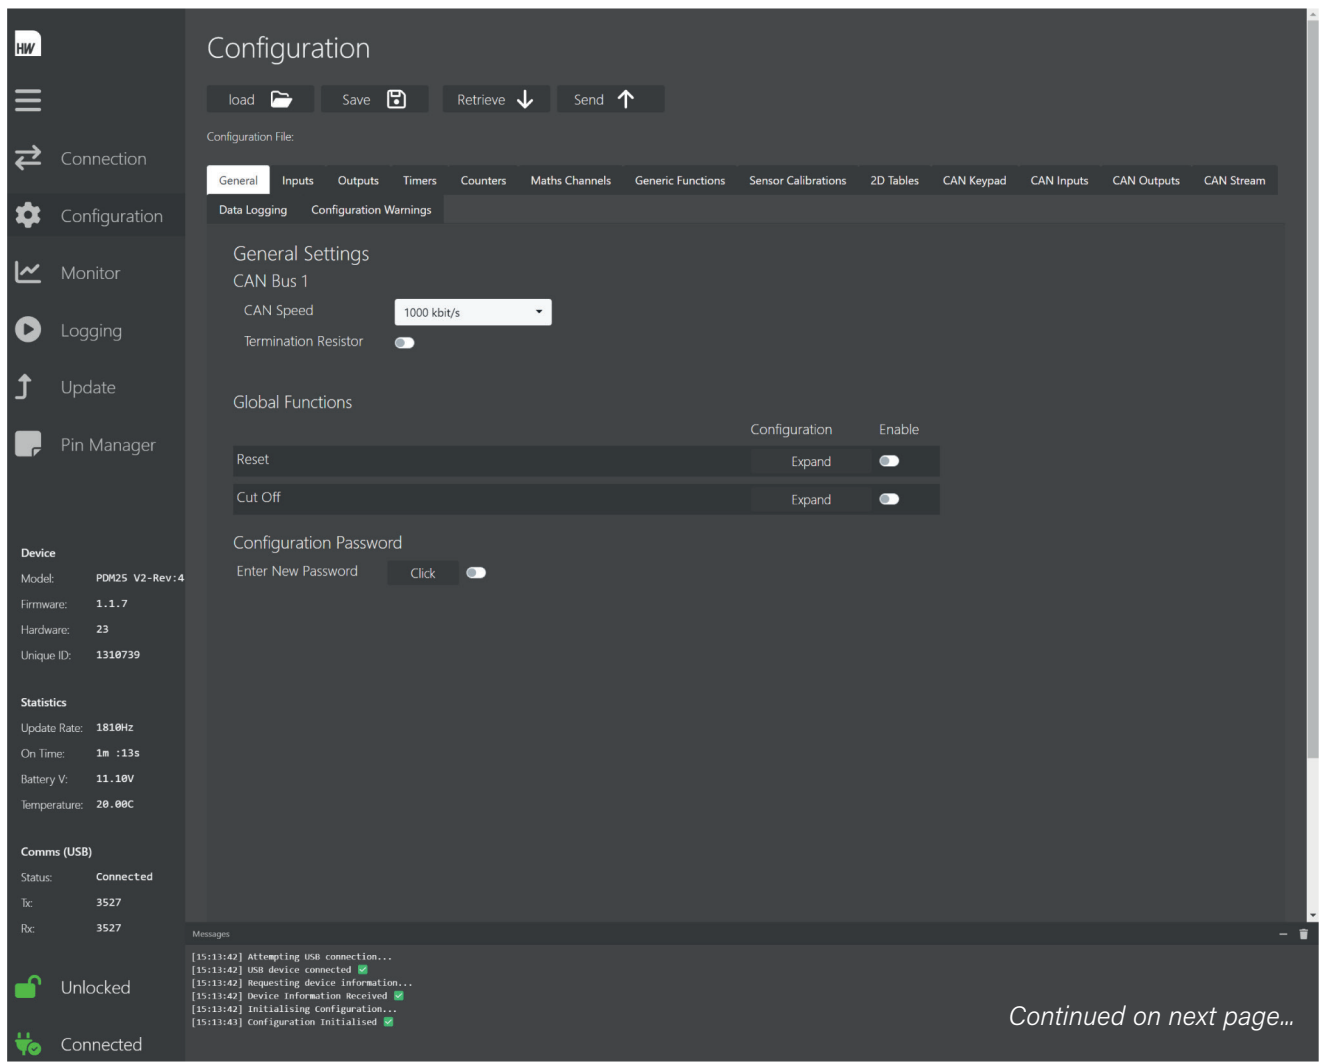 HW
Configuration
load
Save
Retrieve
Send
Configuration File:
Connection
Configuration
Monitor
Logging
Update
Pin Manager
General Inputs Outputs Timers Counters Maths Channels Generic Functions Sensor Calibrations 2D Tables CAN Keypad CAN Inputs CAN Outputs CAN Stream
Data Logging Configuration Warnings
General Settings
CAN Bus 1
CAN Speed 1000 kbit/s
Termination Resistor
Global Functions
Configuration Enable
Reset Expand
Cut Off Expand
Configuration Password
Enter New Password Click
Device
Model: PDM25 V2-Rev:4
Firmware: 1.1.7
Hardware: 23
Unique ID: 1310739
Statistics
Update Rate: 1810Hz
On Time: 1m :13s
Battery V: 11.10V
Temperature: 20.00C
Comms (USB)
Status: Connected
Tx: 3527
Rx: 3527
Unlocked
Connected
Messages
[15:13:42] Attempting USB connection...
[15:13:42] USB device connected
[15:13:42] Requesting device information...
[15:13:42] Device Information Received
[15:13:42] Initialising Configuration...
[15:13:43] Configuration Initialised
Continued on next page...